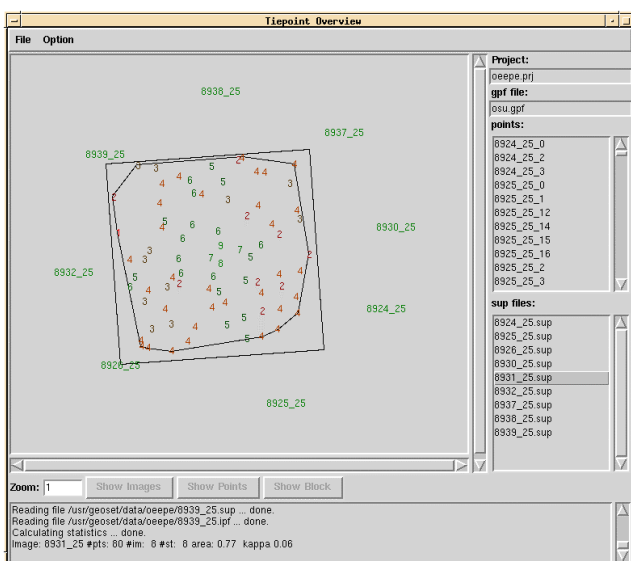 Tiepoint Overview
File Option
Project:
oeepe.prj
gpf file:
osu.gpf
points:
8924_25_0
8924_25_2
8924_25_3
8925_25_0
8925_25_1
8925_25_12
8925_25_14
8925_25_15
8925_25_16
8925_25_2
8925_25_3
sup files:
8924_25.sup
8925_25.sup
8926_25.sup
8930_25.sup
8931_25.sup
8932_25.sup
8937_25.sup
8938_25.sup
8939_25.sup
8938_25
8937_25
8939_25
8930_25
8932_25
8924_25
8926_25
8925_25
Zoom: 1 Show Images Show Points Show Block
Reading file /usr/geoset/data/oeepe/8939_25.sup ... done.
Reading file /usr/geoset/data/oeepe/8939_25.ipf ... done.
Calculating statistics ... done.
Image: 8931_25 #pts: 80 #im: 8 #st: 8 area: 0.77 kappa 0.06